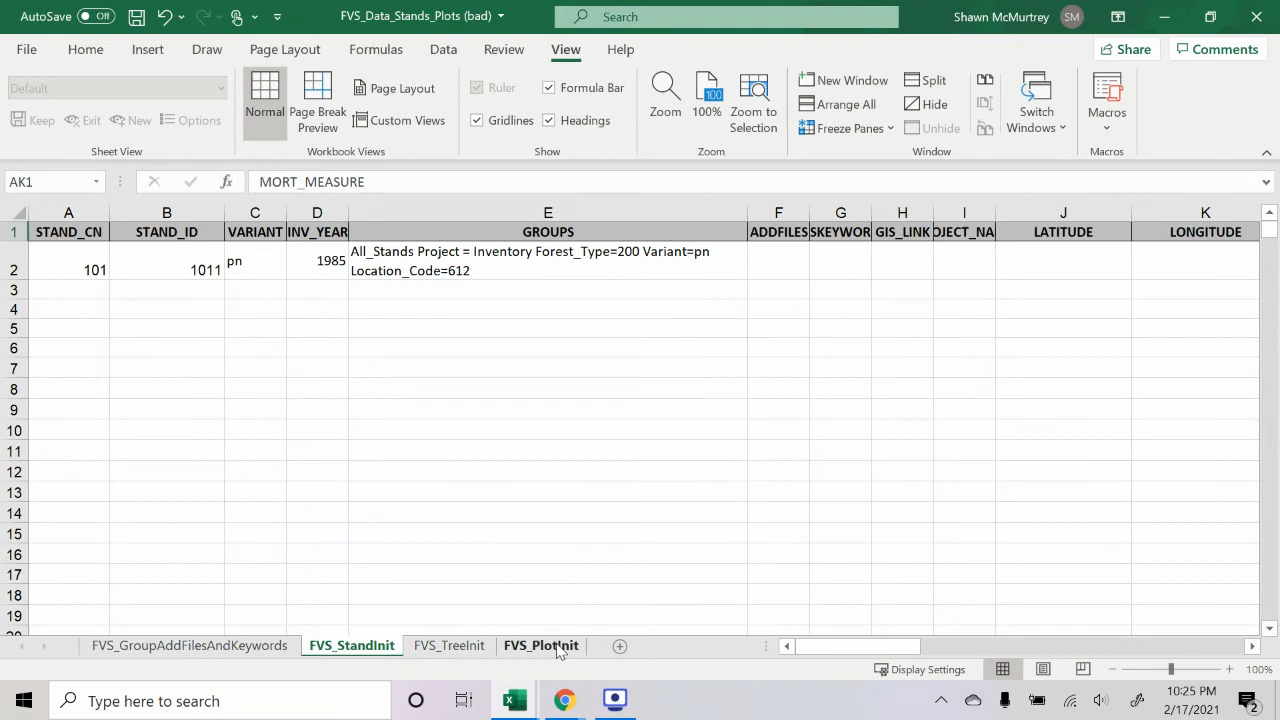 AutoSave Off FVS_Data_Stands_Plots (bad) Search Shawn McMurtrey SM
File Home Insert Draw Page Layout Formulas Data Review View Help Share Comments
Default
Keep Exit New Options
Sheet View
Normal
Page Break Preview
Page Layout
Custom Views
Workbook Views
Ruler Formula Bar
Gridlines Headings
Show
Zoom
100
100%
Zoom to Selection
Zoom
New Window
Arrange All
Freeze Panes
Split
Hide
Unhide
Switch Windows
Window
Macros
Macros
AK1 fx MORT_MEASURE
A B C D E F G H I J K
1 STAND_CN STAND_ID VARIANT INV_YEAR GROUPS ADDFILES SKEYWOR GIS_LINK OJECT_NA LATITUDE LONGITUDE
2 101 1011 pn 1985 All_Stands Project = Inventory Forest_Type=200 Variant=pn
Location_Code=612
3
4
5
6
7
8
9
10
11
12
13
14
15
16
17
18
19
FVS_GroupAddFilesAndKeywords FVS_StandInit FVS_TreeInit FVS_PlotInit
Display Settings 100%
Type here to search
10:25 PM
2/17/2021
2